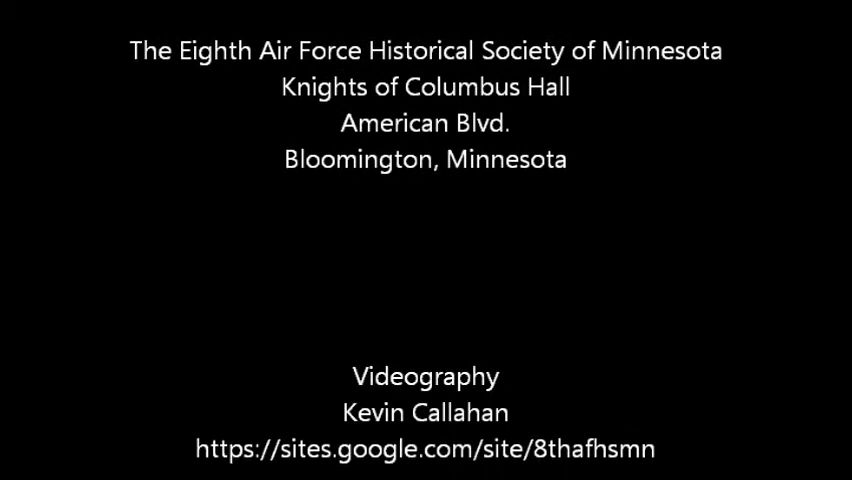 The Eighth Air Force Historical Society of Minnesota
Knights of Columbus Hall
American Blvd.
Bloomington, Minnesota
Videography
Kevin Callahan
https://sites.google.com/site/8thafhsmn